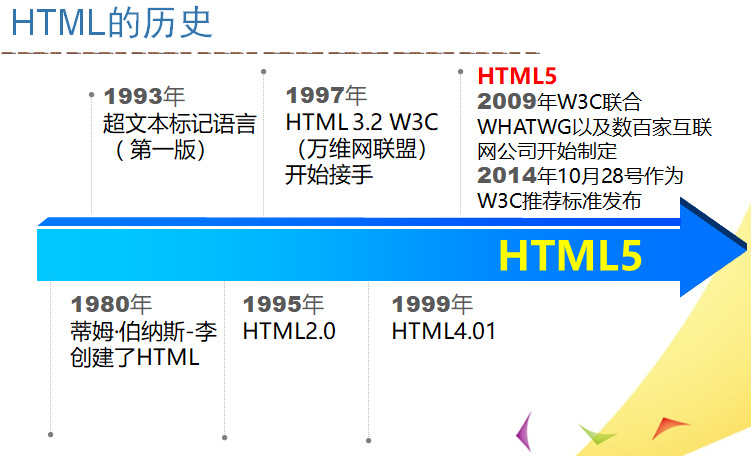 HTML的历史
1993年
超文本标记语言
（第一版）
1997年
HTML 3.2 W3C
（万维网联盟）
开始接手
HTML5
2009年W3C联合
WHATWG以及数百家互联
网公司开始制定
2014年10月28号作为
W3C推荐标准发布
HTML5
1980年
蒂姆·伯纳斯-李
创建了HTML
1995年
HTML2.0
1999年
HTML4.01